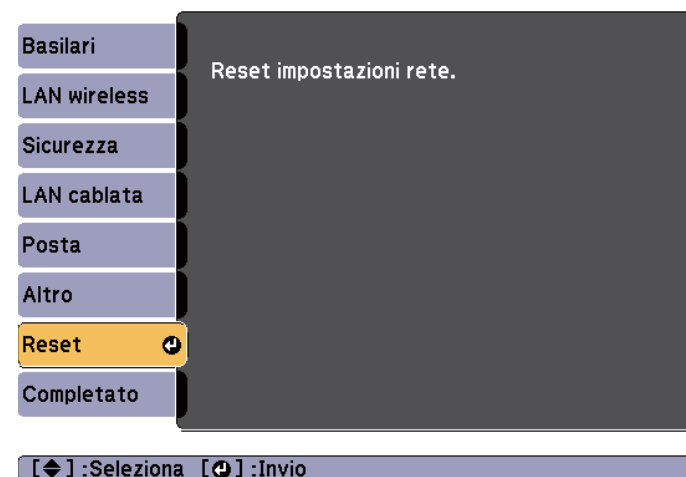 Basilari
LAN wireless
Sicurezza
LAN cablata
Posta
Altro
Reset
Completato
Reset impostazioni rete.
[◆] :Seleziona [↵] :Invio